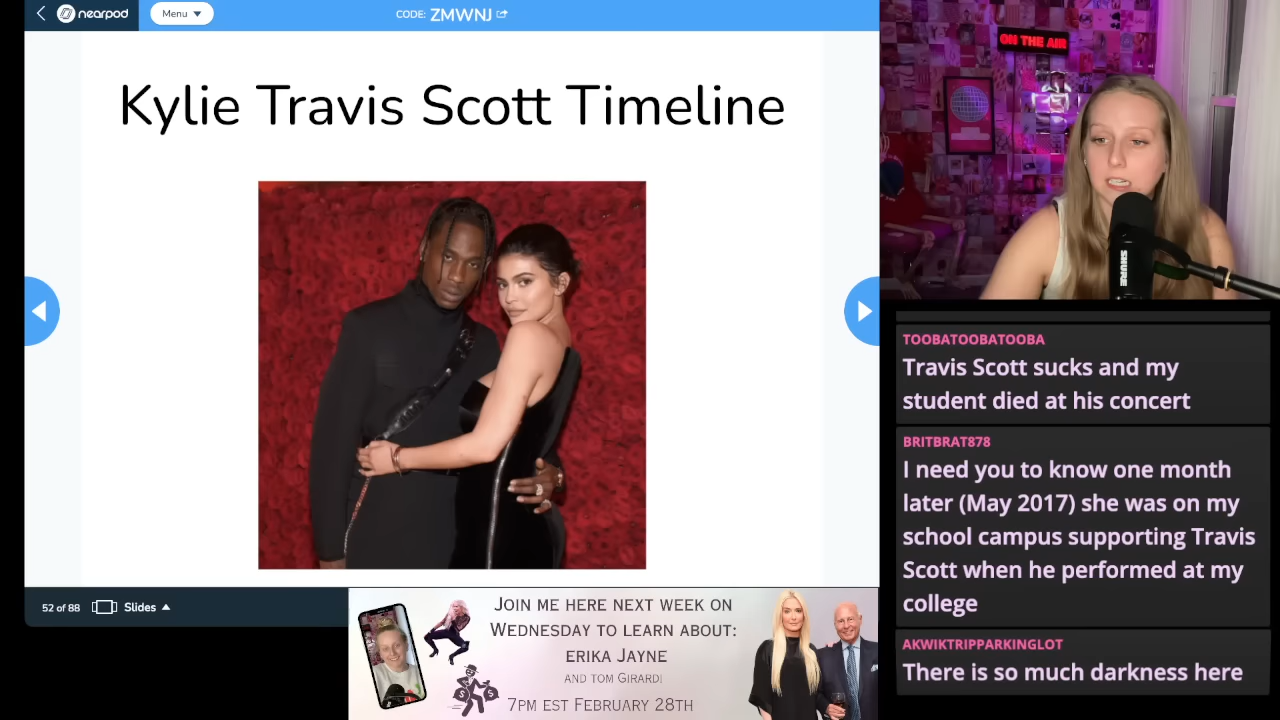 nearpod
Menu
CODE: ZMWNJ
Kylie Travis Scott Timeline
52 of 88
Slides
JOIN ME HERE NEXT WEEK ON
WEDNESDAY TO LEARN ABOUT:
ERIKA JAYNE
AND TOM GIRARDI
7PM EST FEBRUARY 28TH
ON THE AIR
SHURE
TOOBATOOBATOOBA
Travis Scott sucks and my
student died at his concert
BRITBRAT878
I need you to know one month
later (May 2017) she was on my
school campus supporting Travis
Scott when he performed at my
college
AKWIKTRIPPARKINGLOT
There is so much darkness here